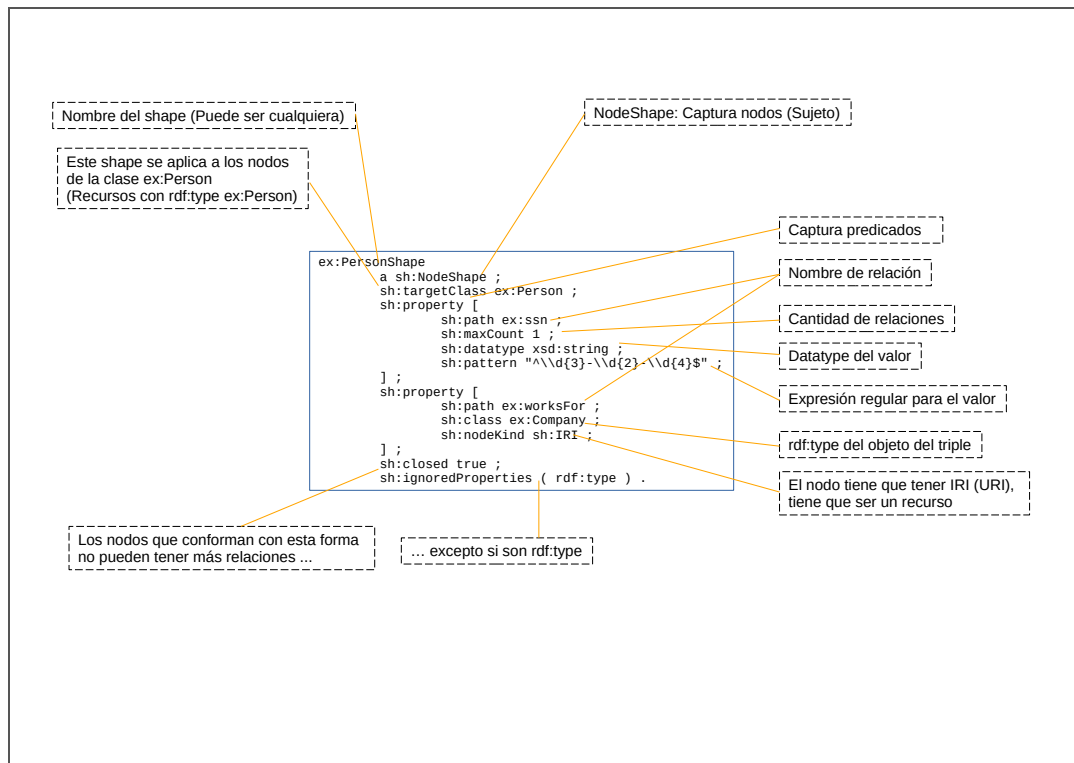 Nombre del shape (Puede ser cualquiera)
NodeShape: Captura nodos (Sujeto)
Este shape se aplica a los nodos
de la clase ex:Person
(Recursos con rdf:type ex:Person)
Captura predicados
Nombre de relación
Cantidad de relaciones
Datatype del valor
Expresión regular para el valor
rdf:type del objeto del triple
El nodo tiene que tener IRI (URI),
tiene que ser un recurso
ex:PersonShape
a sh:NodeShape ;
sh:targetClass ex:Person ;
sh:property [
sh:path ex:ssn ;
sh:maxCount 1 ;
sh:datatype xsd:string ;
sh:pattern "^\\d{3}-\\d{2}-\\d{4}$" ;
] ;
sh:property [
sh:path ex:worksFor ;
sh:class ex:Company ;
sh:nodeKind sh:IRI ;
] ;
sh:closed true ;
sh:ignoredProperties ( rdf:type ) .
Los nodos que conforman con esta forma
no pueden tener más relaciones ...
… excepto si son rdf:type